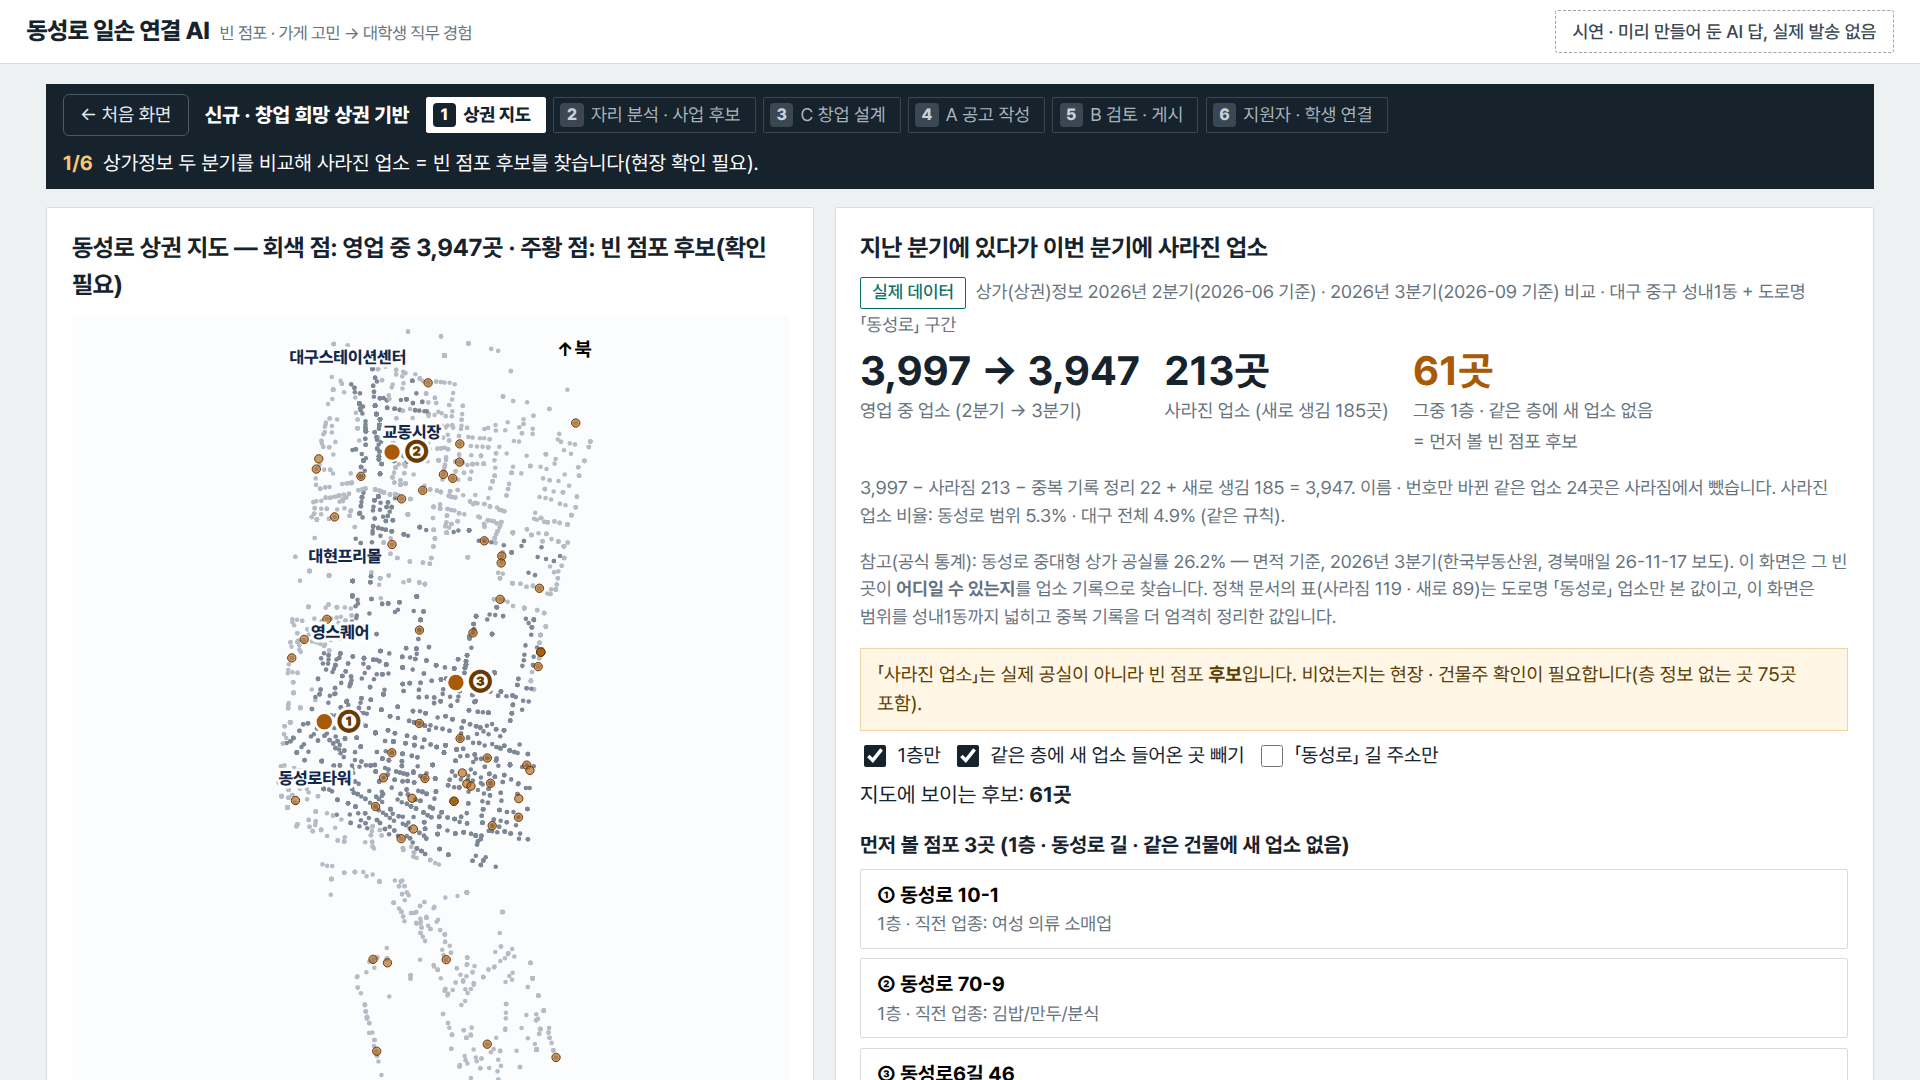 동성로 일손 연결 AI 빈 점포 · 가게 고민 → 대학생 직무 경험
시연 · 미리 만들어 둔 AI 답, 실제 발송 없음
← 처음 화면 신규 · 창업 희망 상권 기반 1 상권 지도 2 자리 분석 · 사업 후보 3 C 창업 설계 4 A 공고 작성 5 B 검토 · 게시 6 지원자 · 학생 연결
1/6 상가정보 두 분기를 비교해 사라진 업소 = 빈 점포 후보를 찾습니다(현장 확인 필요).
동성로 상권 지도 — 회색 점: 영업 중 3,947곳 · 주황 점: 빈 점포 후보(확인
필요)
↑북
대구스테이션센터
교동시장
②
대현프리몰
영스퀘어
③
①
동성로타워
지난 분기에 있다가 이번 분기에 사라진 업소
실제 데이터 상가(상권)정보 2026년 2분기(2026-06 기준) · 2026년 3분기(2026-09 기준) 비교 · 대구 중구 성내1동 + 도로명
「동성로」 구간
3,997 → 3,947 213곳 61곳
영업 중 업소 (2분기 → 3분기) 사라진 업소 (새로 생김 185곳) 그중 1층 · 같은 층에 새 업소 없음
= 먼저 볼 빈 점포 후보
3,997 − 사라짐 213 − 중복 기록 정리 22 + 새로 생김 185 = 3,947. 이름 · 번호만 바뀐 같은 업소 24곳은 사라짐에서 뺐습니다. 사라진
업소 비율: 동성로 범위 5.3% · 대구 전체 4.9% (같은 규칙).
참고(공식 통계): 동성로 중대형 상가 공실률 26.2% — 면적 기준, 2026년 3분기(한국부동산원, 경북매일 26-11-17 보도). 이 화면은 그 빈
곳이 어디일 수 있는지를 업소 기록으로 찾습니다. 정책 문서의 표(사라짐 119 · 새로 89)는 도로명 「동성로」 업소만 본 값이고, 이 화면은
범위를 성내1동까지 넓히고 중복 기록을 더 엄격히 정리한 값입니다.
「사라진 업소」는 실제 공실이 아니라 빈 점포 후보입니다. 비었는지는 현장 · 건물주 확인이 필요합니다(층 정보 없는 곳 75곳
포함).
1층만 같은 층에 새 업소 들어온 곳 빼기 「동성로」 길 주소만
지도에 보이는 후보: 61곳
먼저 볼 점포 3곳 (1층 · 동성로 길 · 같은 건물에 새 업소 없음)
① 동성로 10-1
1층 · 직전 업종: 여성 의류 소매업
② 동성로 70-9
1층 · 직전 업종: 김밥/만두/분식
③ 동성로6길 46